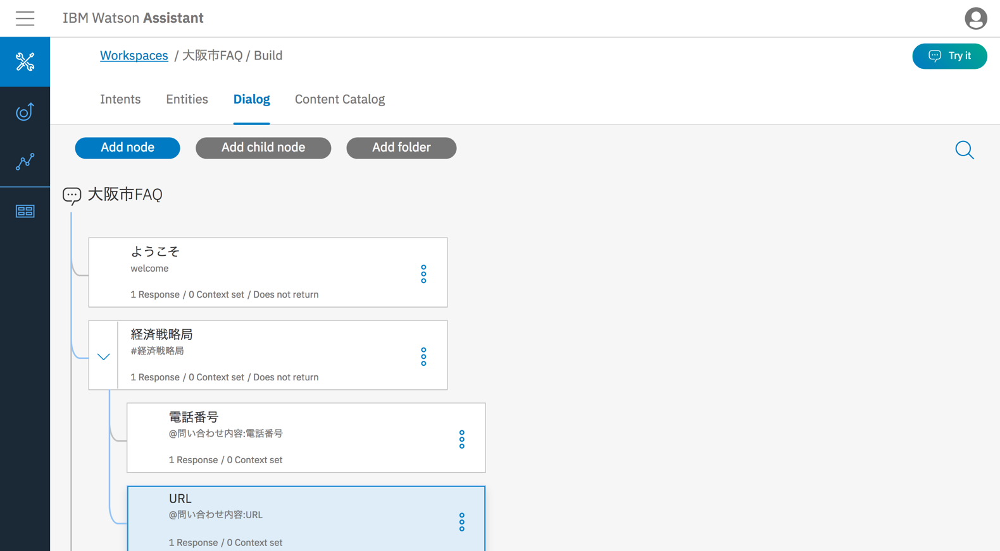 IBM Watson Assistant
Workspaces / 大阪市FAQ / Build
Try it
Intents Entities Dialog Content Catalog
Add node Add child node Add folder
大阪市FAQ
ようこそ
welcome
1 Response / 0 Context set / Does not return
経済戦略局
#経済戦略局
1 Response / 0 Context set / Does not return
電話番号
@問い合わせ内容:電話番号
1 Response / 0 Context set
URL
@問い合わせ内容:URL
1 Response / 0 Context set